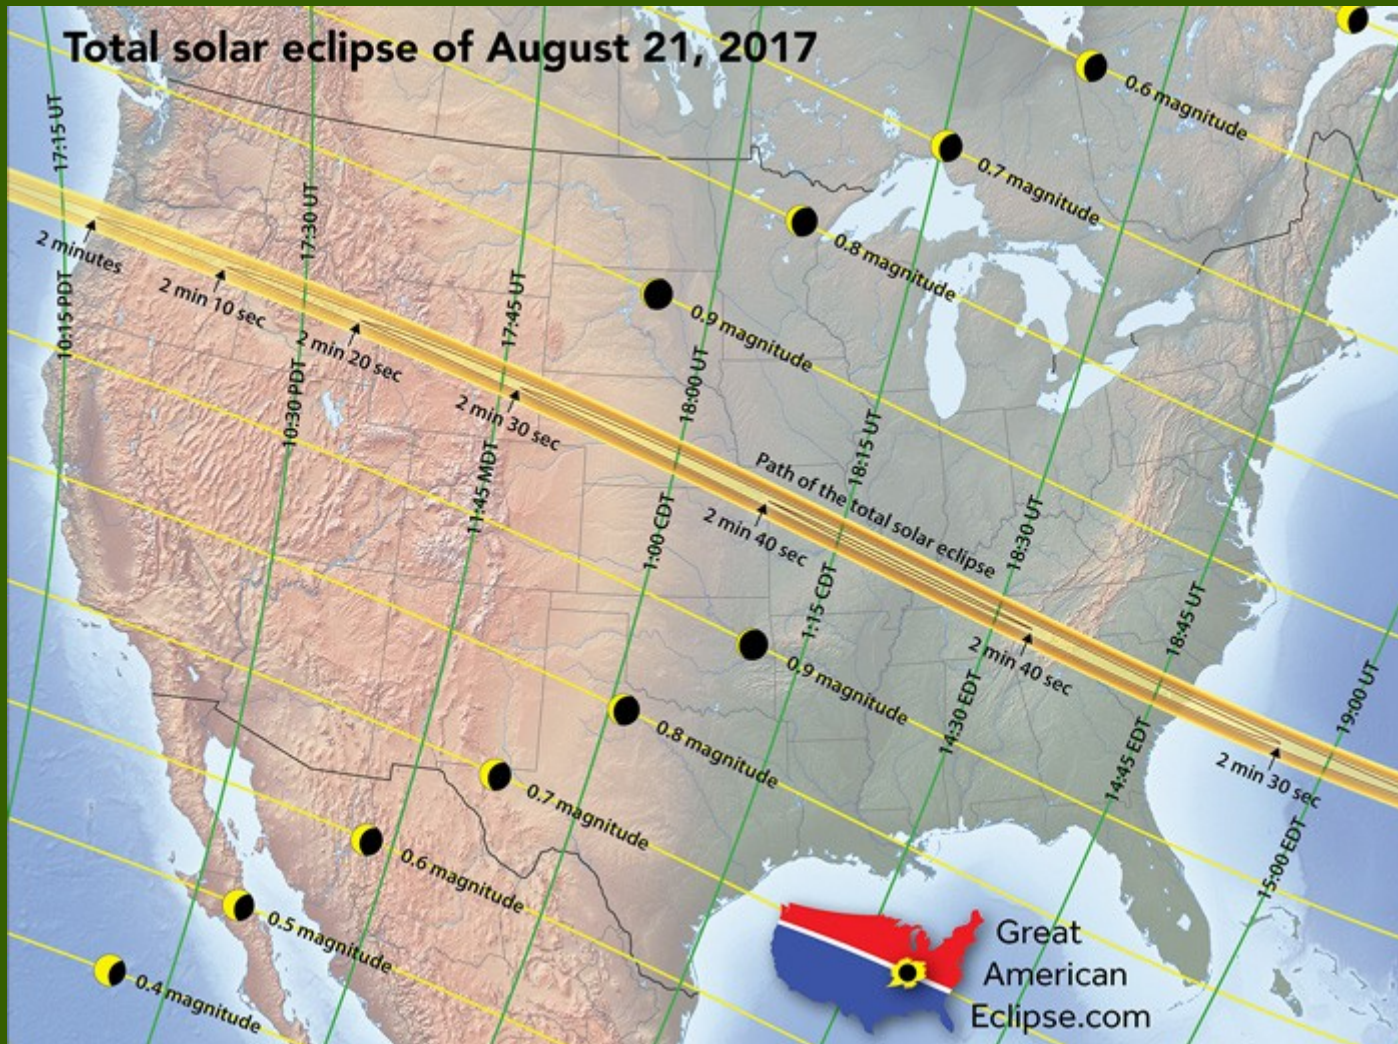 Total solar eclipse of August 21, 2017
17:15 UT
17:30 UT
17:45 UT
18:00 UT
18:15 UT
18:30 UT
18:45 UT
19:00 UT
10:15 PDT
10:30 PDT
11:45 MDT
1:00 CDT
1:15 CDT
14:30 EDT
14:45 EDT
15:00 EDT
0.6 magnitude
0.7 magnitude
0.8 magnitude
0.9 magnitude
2 minutes
2 min 10 sec
2 min 20 sec
2 min 30 sec
2 min 40 sec
Path of the total solar eclipse
2 min 40 sec
2 min 30 sec
0.9 magnitude
0.8 magnitude
0.7 magnitude
0.6 magnitude
0.5 magnitude
0.4 magnitude
Great
American
Eclipse.com